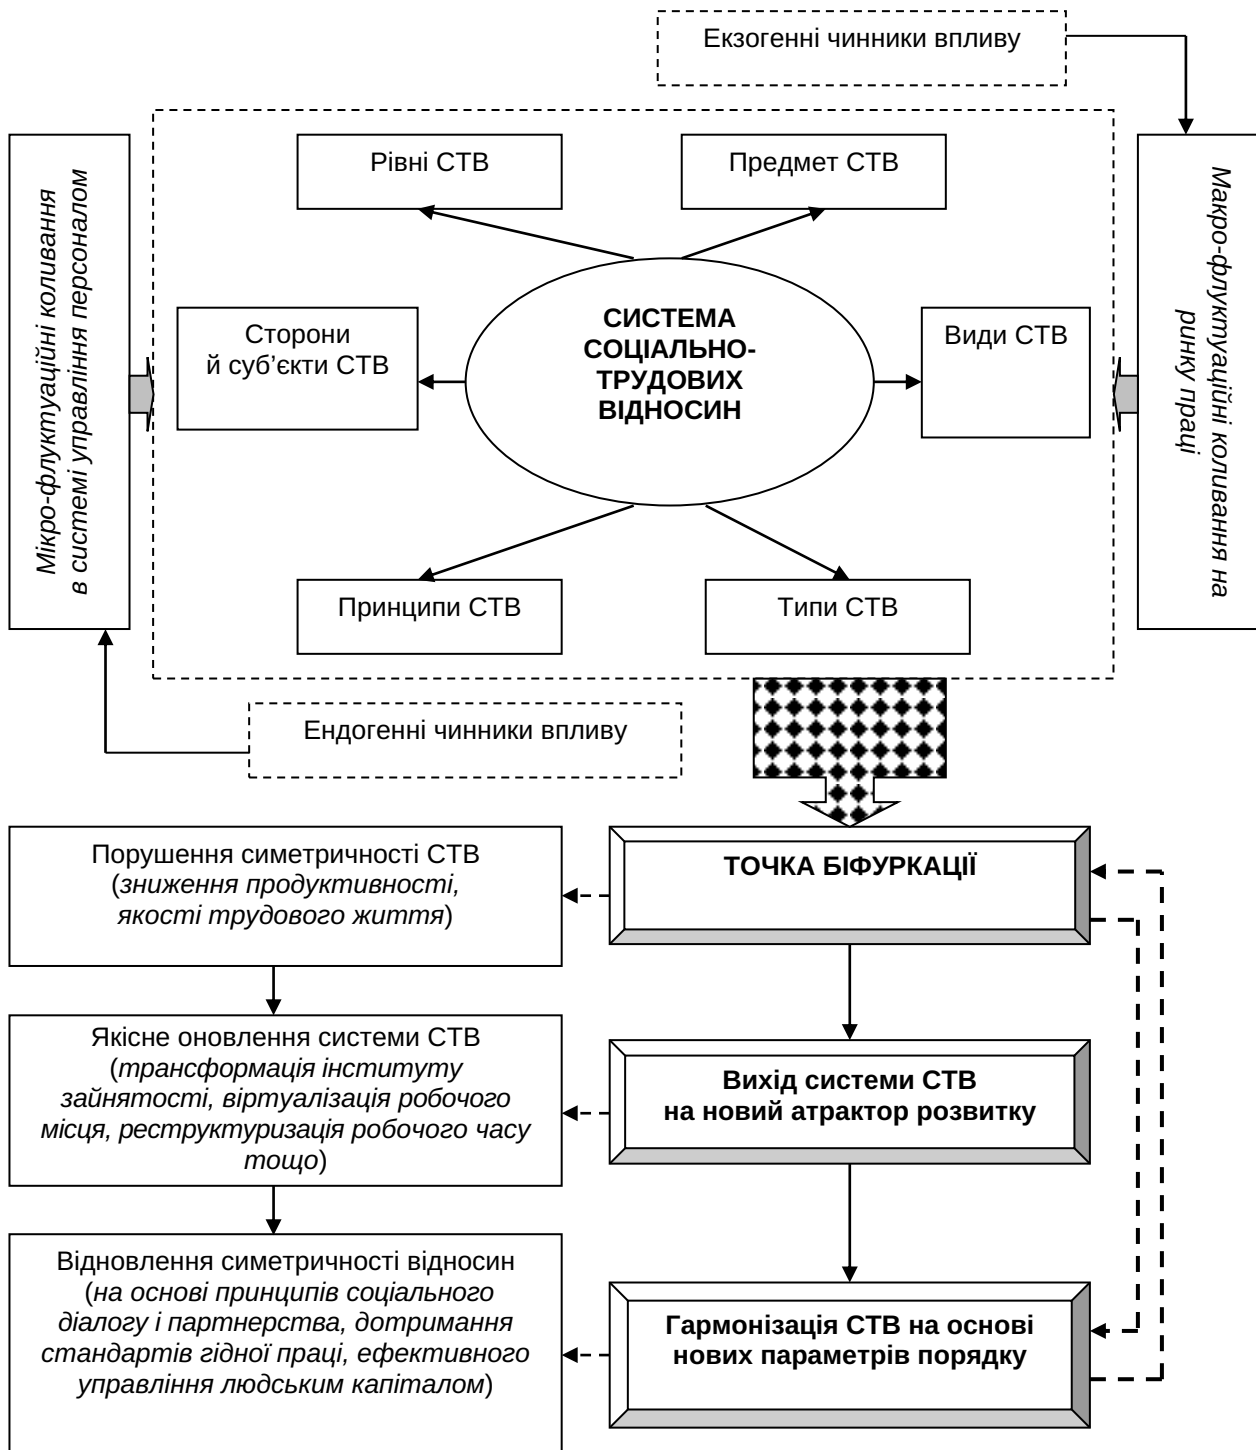 Екзогенні чинники впливу
Мікро-флуктуаційні коливання
в системі управління персоналом
Рівні СТВ
Предмет СТВ
Макро-флуктуаційні коливання на
ринку праці
Сторони
й суб’єкти СТВ
СИСТЕМА
СОЦІАЛЬНО-
ТРУДОВИХ
ВІДНОСИН
Види СТВ
Принципи СТВ
Типи СТВ
Ендогенні чинники впливу
Порушення симетричності СТВ
(зниження продуктивності,
якості трудового життя)
ТОЧКА БІФУРКАЦІЇ
Якісне оновлення системи СТВ
(трансформація інституту
зайнятості, віртуалізація робочого
місця, реструктуризація робочого часу
тощо)
Вихід системи СТВ
на новий атрактор розвитку
Відновлення симетричності відносин
(на основі принципів соціального
діалогу і партнерства, дотримання
стандартів гідної праці, ефективного
управління людським капіталом)
Гармонізація СТВ на основі
нових параметрів порядку